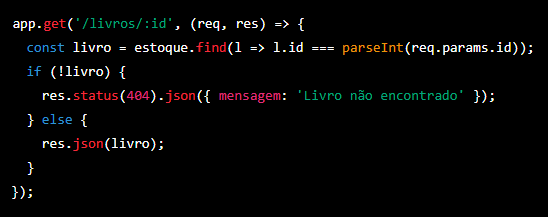 app.get('/livros/:id', (req, res) => {
  const livro = estoque.find(l => l.id === parseInt(req.params.id));
  if (!livro) {
    res.status(404).json({ mensagem: 'Livro não encontrado' });
  } else {
    res.json(livro);
  }
});